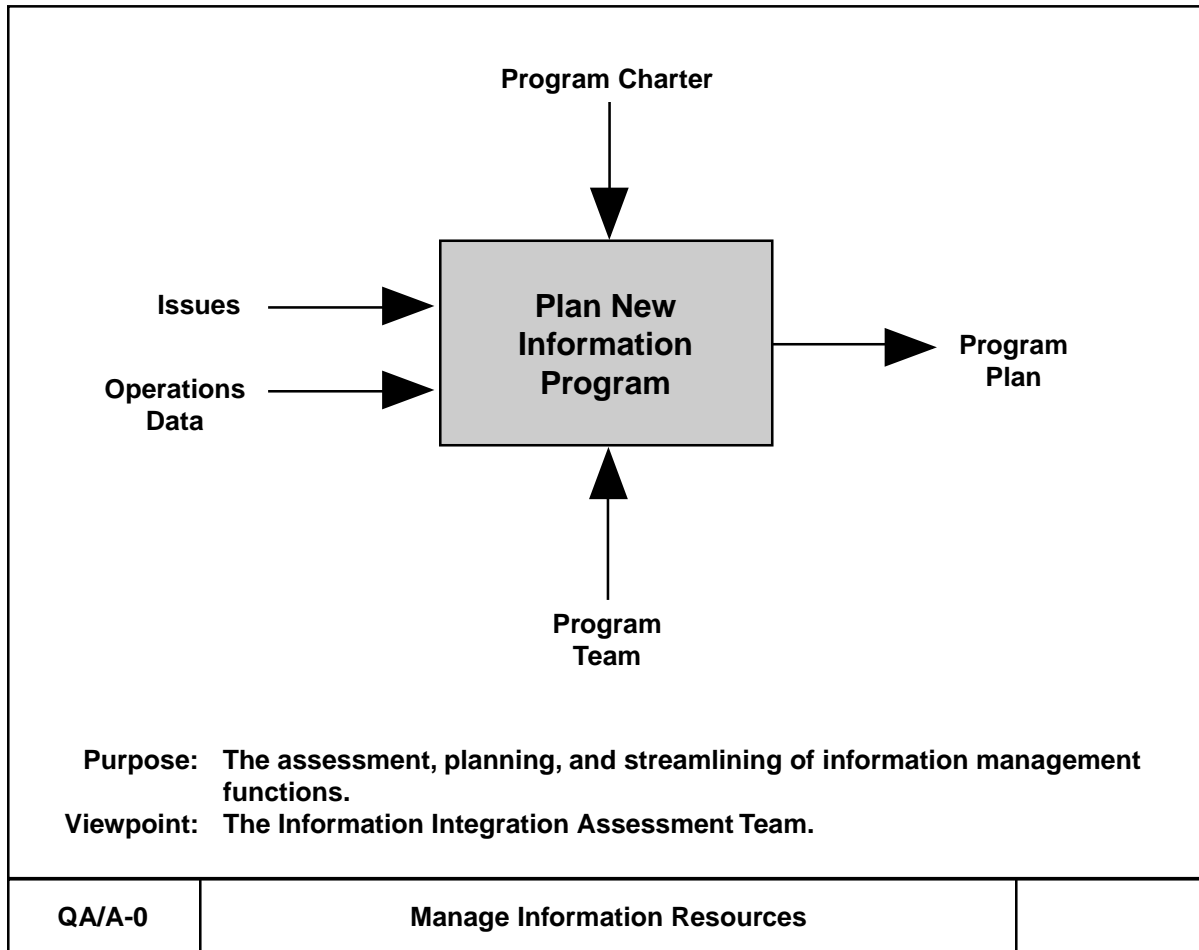 Program Charter
Issues
Operations
Data
Plan New
Information
Program
Program
Plan
Program
Team
Purpose: The assessment, planning, and streamlining of information management
functions.
Viewpoint: The Information Integration Assessment Team.
QA/A-0 Manage Information Resources